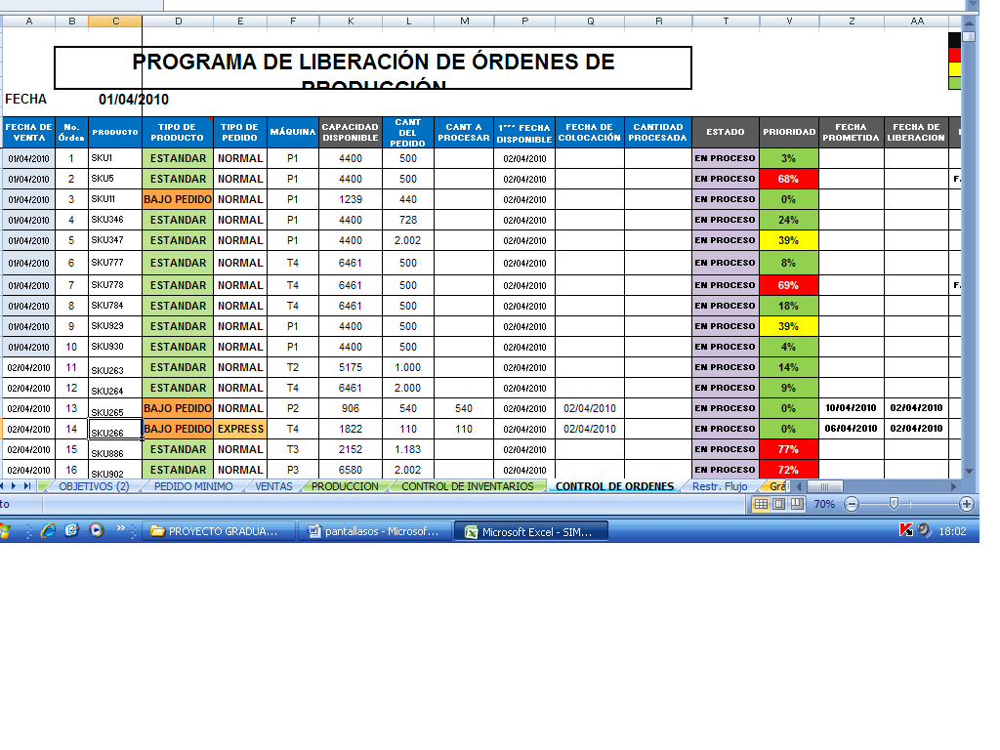 A B C D E F K L M P Q R T V Z AA
PROGRAMA DE LIBERACIÓN DE ÓRDENES DE
PRODUCCIÓN
FECHA 01/04/2010
FECHA DE VENTA No. Órden PRODUCTO TIPO DE PRODUCTO TIPO DE PEDIDO MÁQUINA CAPACIDAD DISPONIBLE CANT DEL PEDIDO CANT A PROCESAR FECHA DISPONIBLE FECHA DE COLOCACIÓN CANTIDAD PROCESADA ESTADO PRIORIDAD FECHA PROMETIDA FECHA DE LIBERACION
01/04/2010 1 SKU1 ESTANDAR NORMAL P1 4400 500 02/04/2010 EN PROCESO 3%
01/04/2010 2 SKU5 ESTANDAR NORMAL P1 4400 500 02/04/2010 EN PROCESO 68%
01/04/2010 3 SKU11 BAJO PEDIDO NORMAL P1 1239 440 02/04/2010 EN PROCESO 0%
01/04/2010 4 SKU346 ESTANDAR NORMAL P1 4400 728 02/04/2010 EN PROCESO 24%
01/04/2010 5 SKU347 ESTANDAR NORMAL P1 4400 2.002 02/04/2010 EN PROCESO 39%
01/04/2010 6 SKU777 ESTANDAR NORMAL T4 6461 500 02/04/2010 EN PROCESO 8%
01/04/2010 7 SKU778 ESTANDAR NORMAL T4 6461 500 02/04/2010 EN PROCESO 69%
01/04/2010 8 SKU784 ESTANDAR NORMAL T4 6461 500 02/04/2010 EN PROCESO 18%
01/04/2010 9 SKU929 ESTANDAR NORMAL P1 4400 500 02/04/2010 EN PROCESO 39%
01/04/2010 10 SKU930 ESTANDAR NORMAL P1 4400 500 02/04/2010 EN PROCESO 4%
02/04/2010 11 SKU263 ESTANDAR NORMAL T2 5175 1.000 02/04/2010 EN PROCESO 14%
02/04/2010 12 SKU264 ESTANDAR NORMAL T4 6461 2.000 02/04/2010 EN PROCESO 9%
02/04/2010 13 SKU265 BAJO PEDIDO NORMAL P2 906 540 540 02/04/2010 02/04/2010 EN PROCESO 0% 10/04/2010 02/04/2010
02/04/2010 14 SKU266 BAJO PEDIDO EXPRESS T4 1822 110 110 02/04/2010 02/04/2010 EN PROCESO 0% 06/04/2010 02/04/2010
02/04/2010 15 SKU886 ESTANDAR NORMAL T3 2152 1.183 02/04/2010 EN PROCESO 77%
02/04/2010 16 SKU902 ESTANDAR NORMAL P3 6580 2.002 02/04/2010 EN PROCESO 72%
OBJETIVOS (2) PEDIDO MINIMO VENTAS PRODUCCION CONTROL DE INVENTARIOS CONTROL DE ORDENES Restr. Flujo Grá
to 70%
PROYECTO GRADUA... pantallasos - Microsof... Microsoft Excel - SIM... 18:02